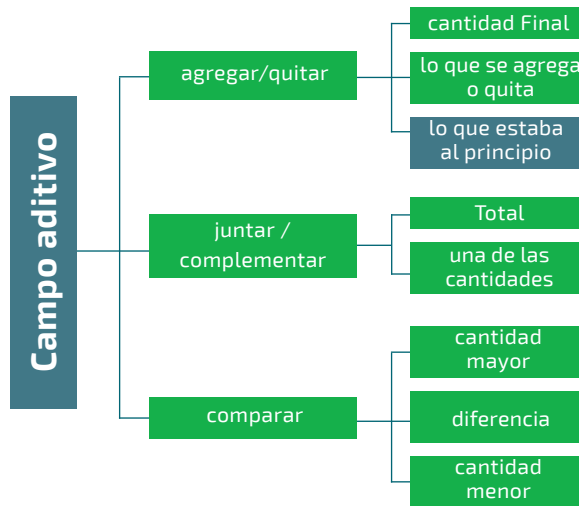 Campo aditivo
agregar/quitar
cantidad Final
lo que se agrega
o quita
lo que estaba
al principio
juntar /
complementar
Total
una de las
cantidades
comparar
cantidad
mayor
diferencia
cantidad
menor